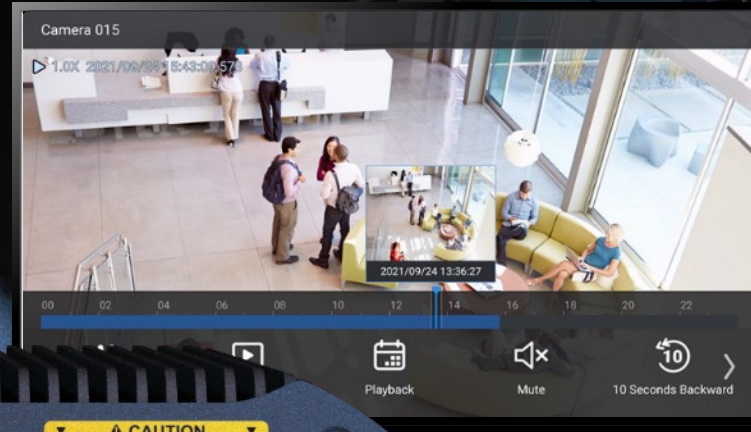 Camera 015
1.0X 2021/09/24 15:43:09.573
2021/09/24 13:36:27
00 02 04 06 08 10 12 14 16 18 20 22
Playback Mute 10 Seconds Backward
10
CAUTION